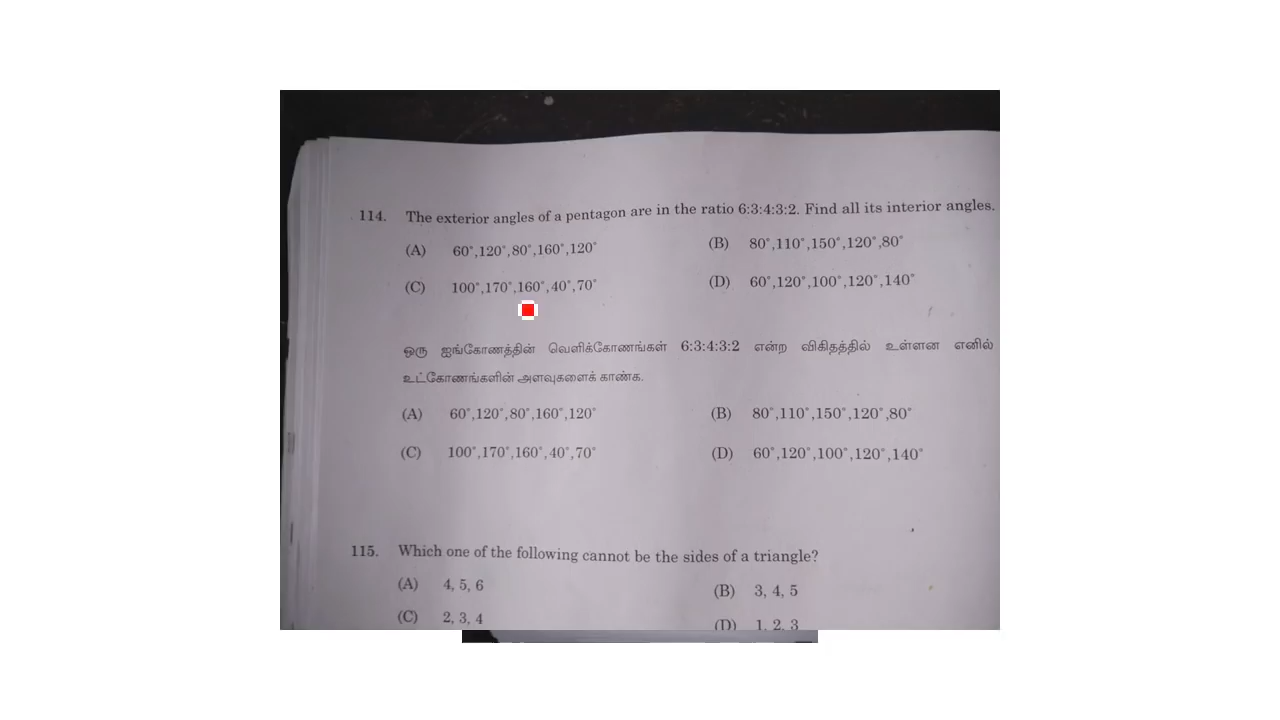 114. The exterior angles of a pentagon are in the ratio 6:3:4:3:2. Find all its interior angles.
(A) 60°,120°,80°,160°,120° (B) 80°,110°,150°,120°,80°
(C) 100°,170°,160°,40°,70° (D) 60°,120°,100°,120°,140°
ஒரு ஐங்கோணத்தின் வெளிக்கோணங்கள் 6:3:4:3:2 என்ற விகிதத்தில் உள்ளன எனில்
உட்கோணங்களின் அளவுகளைக் காண்க.
(A) 60°,120°,80°,160°,120° (B) 80°,110°,150°,120°,80°
(C) 100°,170°,160°,40°,70° (D) 60°,120°,100°,120°,140°
115. Which one of the following cannot be the sides of a triangle?
(A) 4, 5, 6 (B) 3, 4, 5
(C) 2, 3, 4 (D) 1, 2, 3